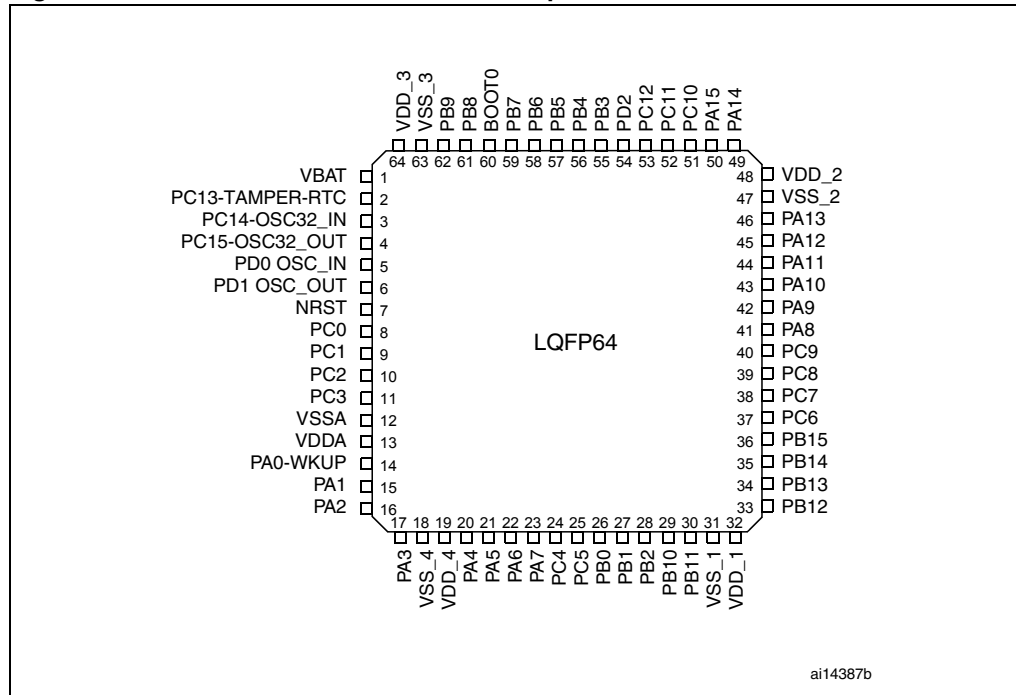 VDD_3
VSS_3
PB9
PB8
BOOT0
PB7
PB6
PB5
PB4
PB3
PD2
PC12
PC11
PC10
PA15
PA14
64 63 62 61 60 59 58 57 56 55 54 53 52 51 50 49
VBAT 1
PC13-TAMPER-RTC 2
PC14-OSC32_IN 3
PC15-OSC32_OUT 4
PD0 OSC_IN 5
PD1 OSC_OUT 6
NRST 7
PC0 8
PC1 9
PC2 10
PC3 11
VSSA 12
VDDA 13
PA0-WKUP 14
PA1 15
PA2 16
LQFP64
48 VDD_2
47 VSS_2
46 PA13
45 PA12
44 PA11
43 PA10
42 PA9
41 PA8
40 PC9
39 PC8
38 PC7
37 PC6
36 PB15
35 PB14
34 PB13
33 PB12
17 18 19 20 21 22 23 24 25 26 27 28 29 30 31 32
PA3
VSS_4
VDD_4
PA4
PA5
PA6
PA7
PC4
PC5
PB0
PB1
PB2
PB10
PB11
VSS_1
VDD_1
ai14387b